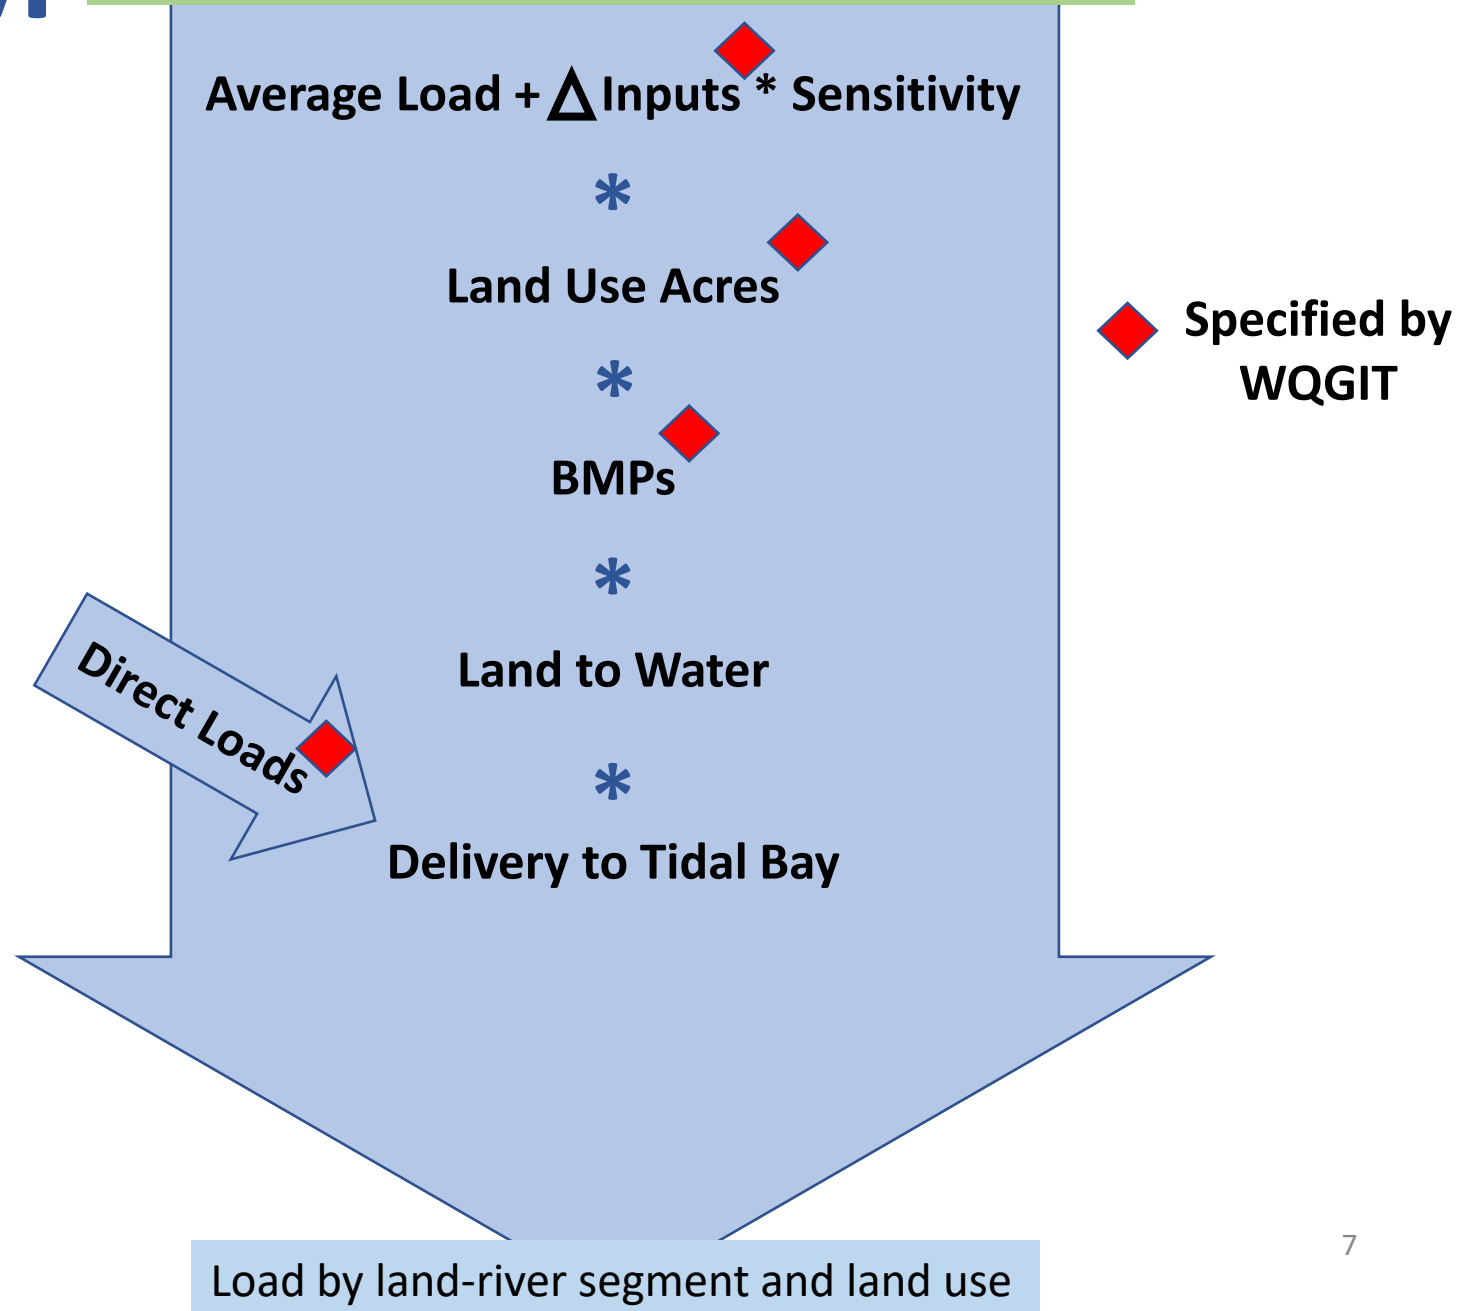 Average Load + Δ Inputs * Sensitivity
*
Land Use Acres
*
Specified by
WQGIT
BMPs
*
Land to Water
Direct Loads
*
Delivery to Tidal Bay
7
Load by land-river segment and land use